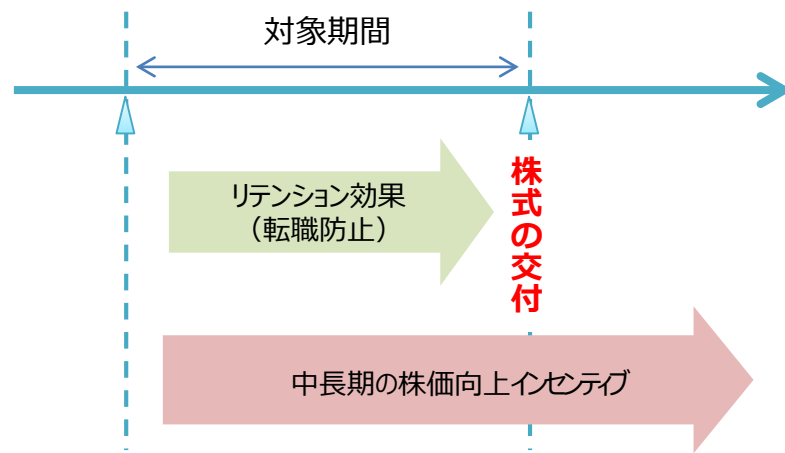 対象期間
リテンション効果
（転職防止）
株式の交付
中長期の株価向上インセンティブ